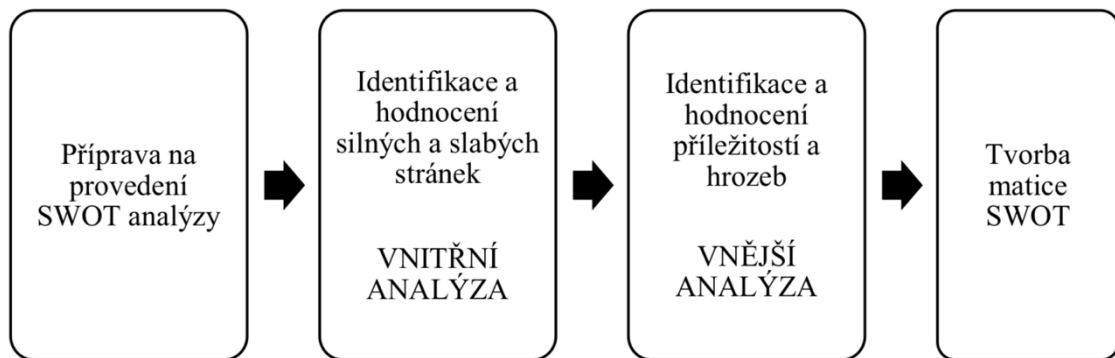 Příprava na
provedení
SWOT analýzy
Identifikace a
hodnocení
silných a slabých
stránek
VNITŘNÍ
ANALÝZA
Identifikace a
hodnocení
příležitostí a
hrozeb
VNĚJŠÍ
ANALÝZA
Tvorba
matice
SWOT